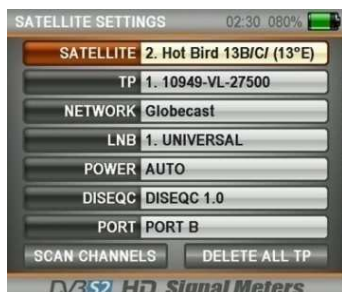 SATELLITE SETTINGS 02:30 080%
SATELLITE 2. Hot Bird 13B/C/ (13°E)
TP 1. 10949-VL-27500
NETWORK Globecast
LNB 1. UNIVERSAL
POWER AUTO
DISEQC DISEQC 1.0
PORT PORT B
SCAN CHANNELS DELETE ALL TP
HD Signal Meters